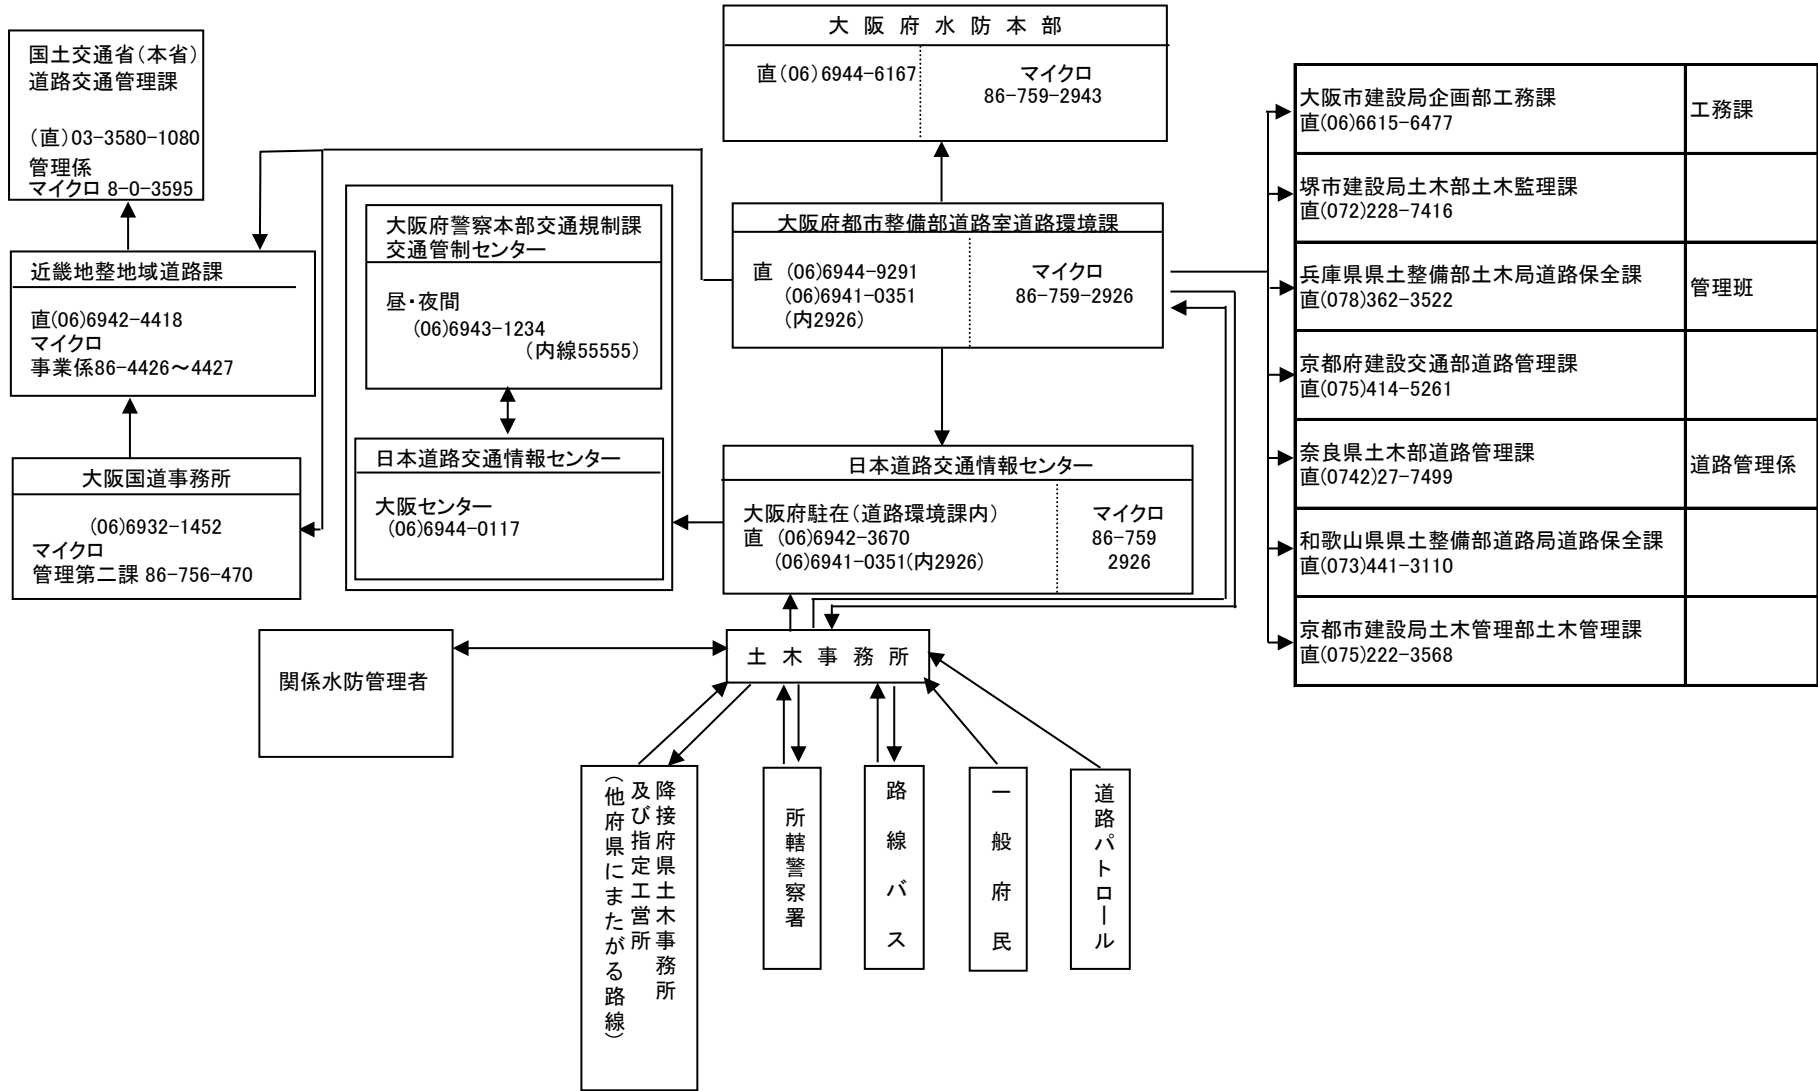 国土交通省（本省）
道路交通管理課
（直）03-3580-1080
管理係
マイクロ 8-0-3595
近畿地整地域道路課
直(06)6942-4418
マイクロ
事業係86-4426～4427
大阪国道事務所
(06)6932-1452
マイクロ
管理第二課 86-756-470
大阪府警察本部交通規制課
交通管制センター
昼・夜間
(06)6943-1234
（内線55555）
日本道路交通情報センター
大阪センター
(06)6944-0117
大阪府水防本部
直(06)6944-6167
マイクロ
86-759-2943
大阪府都市整備部道路室道路環境課
直 (06)6944-9291
(06)6941-0351
（内2926）
マイクロ
86-759-2926
日本道路交通情報センター
大阪府駐在（道路環境課内）
直 (06)6942-3670
(06)6941-0351(内2926)
マイクロ
86-759
2926
土木事務所
関係水防管理者
降接府県土木事務所
及び指定工営所
（他府県にまたがる路線）
所轄警察署
路線バス
一般府民
道路パトロール
大阪市建設局企画部工務課
直(06)6615-6477
工務課
堺市建設局土木部土木監理課
直(072)228-7416
兵庫県県土整備部土木局道路保全課
直(078)362-3522
管理班
京都府建設交通部道路管理課
直(075)414-5261
奈良県土木部道路管理課
直(0742)27-7499
道路管理係
和歌山県県土整備部道路局道路保全課
直(073)441-3110
京都市建設局土木管理部土木管理課
直(075)222-3568